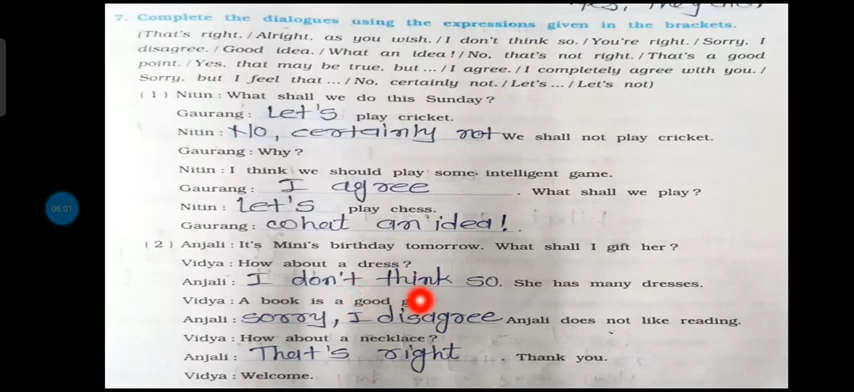 7. Complete the dialogues using the expressions given in the brackets.
(That's right. / Alright, as you wish. / I don't think so. / You're right. / Sorry, I
disagree. / Good idea. / What an idea! / No, that's not right. / That's a good
point. / Yes, that may be true, but ... / I agree. / I completely agree with you. /
Sorry, but I feel that ... / No, certainly not. / Let's ... / Let's not)
(1) Nitin : What shall we do this Sunday ?
Gaurang : Let's play cricket.
Nitin : No, certainly not We shall not play cricket.
Gaurang : Why ?
Nitin : I think we should play some intelligent game.
Gaurang : I agree . What shall we play ?
Nitin : Let's play chess.
Gaurang : What an idea! .
(2) Anjali : It's Mini's birthday tomorrow. What shall I gift her ?
Vidya : How about a dress ?
Anjali : I don't think so. She has many dresses.
Vidya : A book is a good
Anjali : Sorry, I disagree Anjali does not like reading.
Vidya : How about a necklace ?
Anjali : That's right . Thank you.
Vidya : Welcome.
06:01